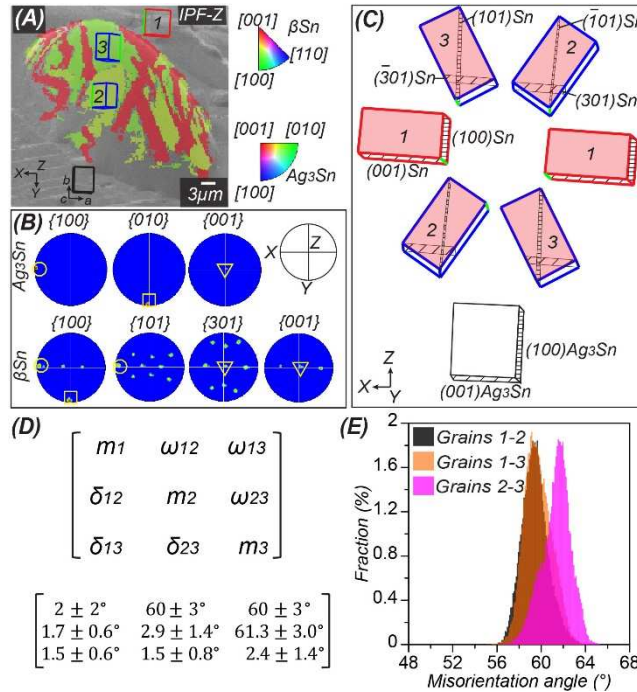 (A)
IPF-Z
1
3
2
X Z
Y
b
c a
3μm
[001] βSn
[110]
[100]
[001] [010]
[100] Ag₃Sn
(B)
{100} {010} {001}
Ag₃Sn
X Z
Y
{100} {101} {301} {001}
βSn
(C)
(101)Sn
(1̅01)Sn
3 2
(3̅01)Sn (301)Sn
1 (100)Sn 1
(001)Sn
2 3
(100)Ag₃Sn
(001)Ag₃Sn
Z
X Y
(D)
m₁ ω₁₂ ω₁₃
δ₁₂ m₂ ω₂₃
δ₁₃ δ₂₃ m₃
2 ± 2° 60 ± 3° 60 ± 3°
1.7 ± 0.6° 2.9 ± 1.4° 61.3 ± 3.0°
1.5 ± 0.6° 1.5 ± 0.8° 2.4 ± 1.4°
(E)
2
1.6
1.2
0.8
0.4
0
Fraction (%)
Grains 1-2
Grains 1-3
Grains 2-3
48 52 56 60 64 68
Misorientation angle (°)